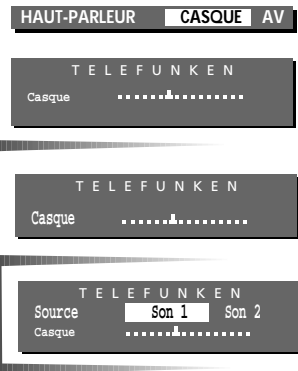 HAUT-PARLEUR CASQUE AV
TELEFUNKEN
Casque
TELEFUNKEN
Casque
TELEFUNKEN
Source Son 1 Son 2
Casque